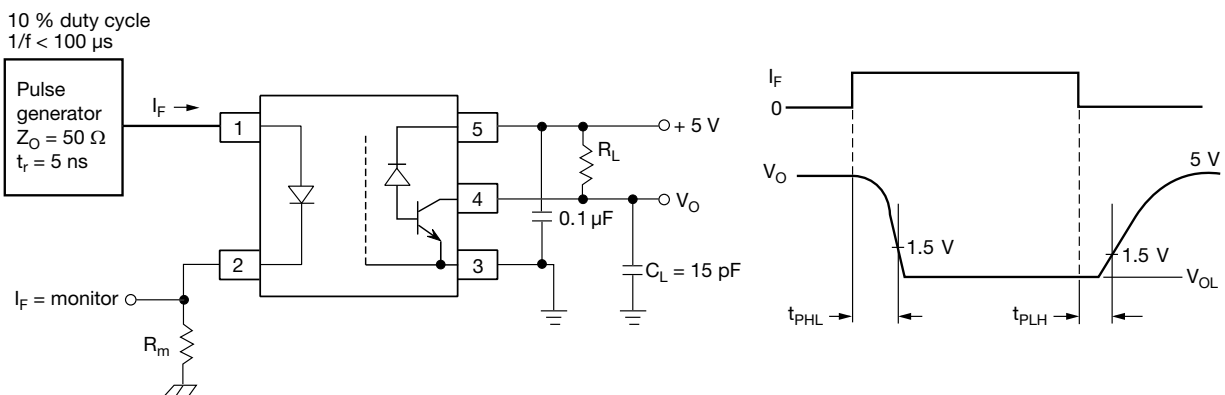 10 % duty cycle
1/f < 100 μs
Pulse
generator
Z_O = 50 Ω
t_r = 5 ns
I_F →
1
2
5
4
3
+ 5 V
R_L
V_O
0.1 μF
C_L = 15 pF
I_F = monitor
R_m
I_F
0
V_O
5 V
1.5 V
1.5 V
V_OL
t_PHL
t_PLH